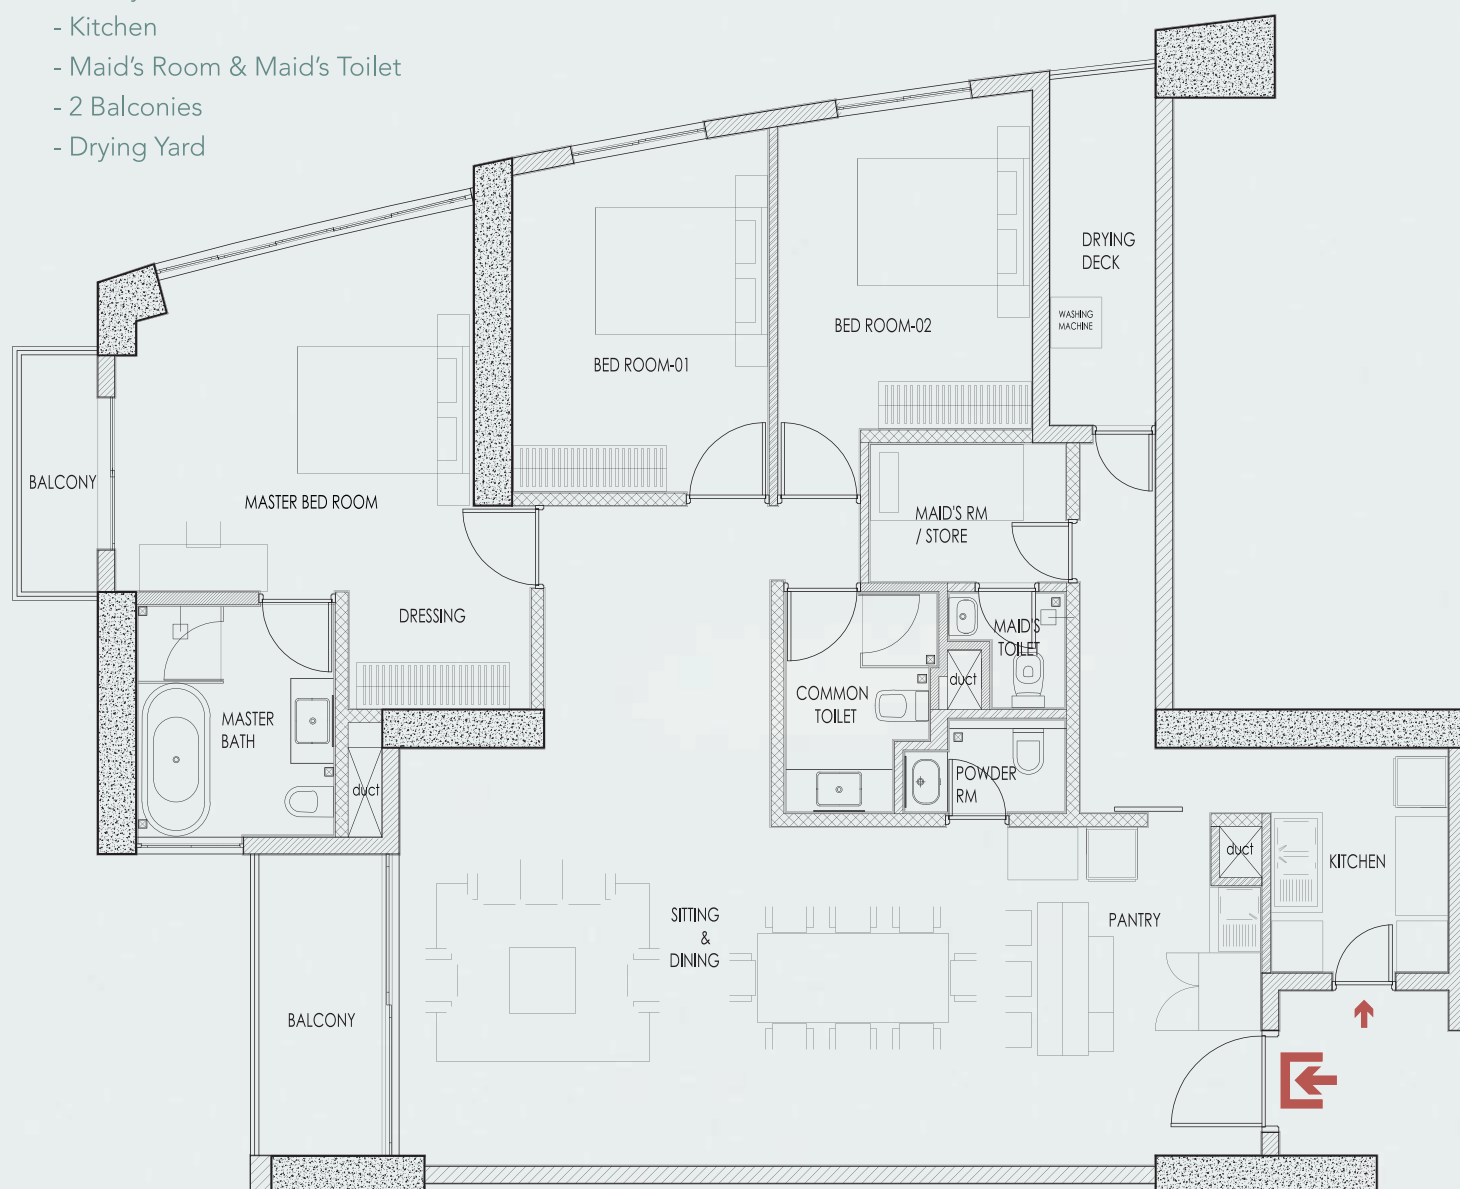 - Kitchen
- Maid's Room & Maid's Toilet
- 2 Balconies
- Drying Yard
DRYING
DECK
WASHING
MACHINE
BED ROOM-02
BED ROOM-01
BALCONY
MASTER BED ROOM
MAID'S RM
/ STORE
DRESSING
MAID'S
TOILET
duct
COMMON
TOILET
MASTER
BATH
POWDER
RM
duct
duct
KITCHEN
SITTING
&
DINING
PANTRY
BALCONY